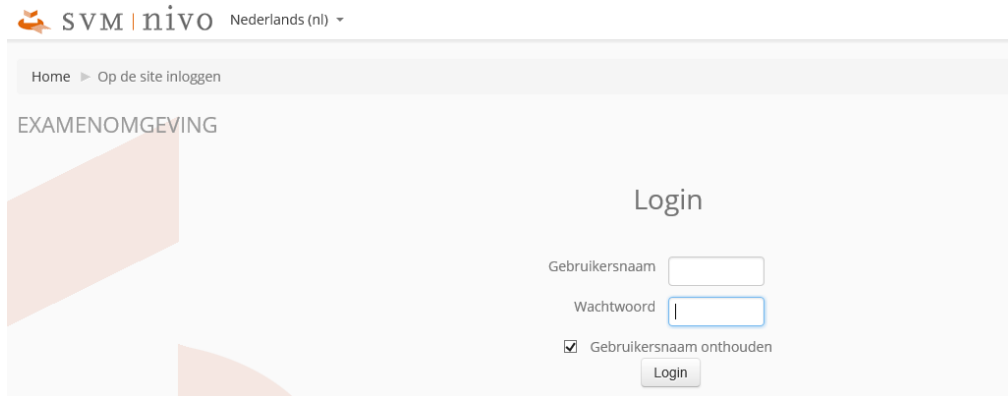 SVM | nivo Nederlands (nl)
Home Op de site inloggen
EXAMENOMGEVING
Login
Gebruikersnaam
Wachtwoord
Gebruikersnaam onthouden
Login